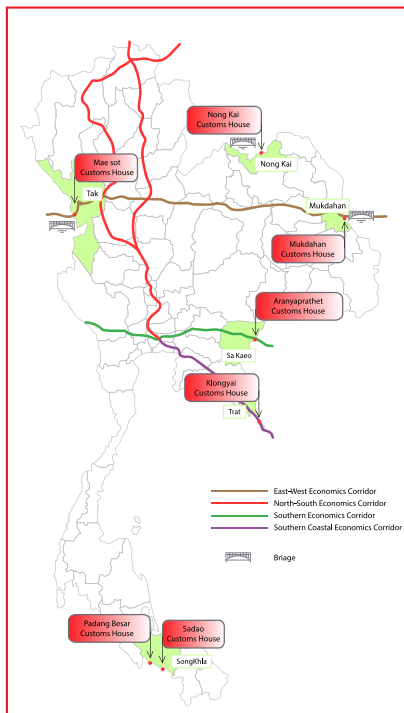 Nong Kai
Customs House
Nong Kai
Mae sot
Customs House
Tak
Mukdahan
Mukdahan
Customs House
Aranyaprathet
Customs House
Sa Kaeo
Klongyai
Customs House
Trat
East-West Economics Corridor
North-South Economics Corridor
Southern Economics Corridor
Southern Coastal Economics Corridor
Briage
Padang Besar
Customs House
Sadao
Customs House
SongKhla